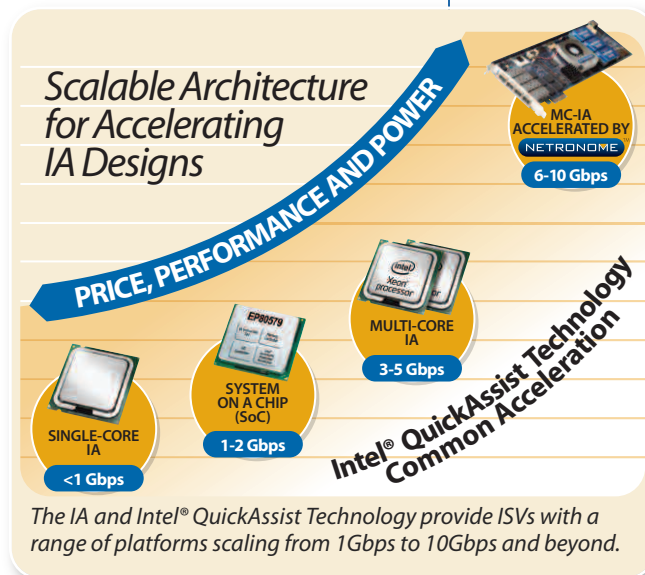 Scalable Architecture
for Accelerating
IA Designs
PRICE, PERFORMANCE AND POWER
MC-IA
ACCELERATED BY
NETRONOME
6-10 Gbps
intel
Xeon
processor
MULTI-CORE
IA
3-5 Gbps
EP80579
SYSTEM
ON A CHIP
(SoC)
1-2 Gbps
SINGLE-CORE
IA
<1 Gbps
Intel® QuickAssist Technology
Common Acceleration
The IA and Intel® QuickAssist Technology provide ISVs with a
range of platforms scaling from 1Gbps to 10Gbps and beyond.